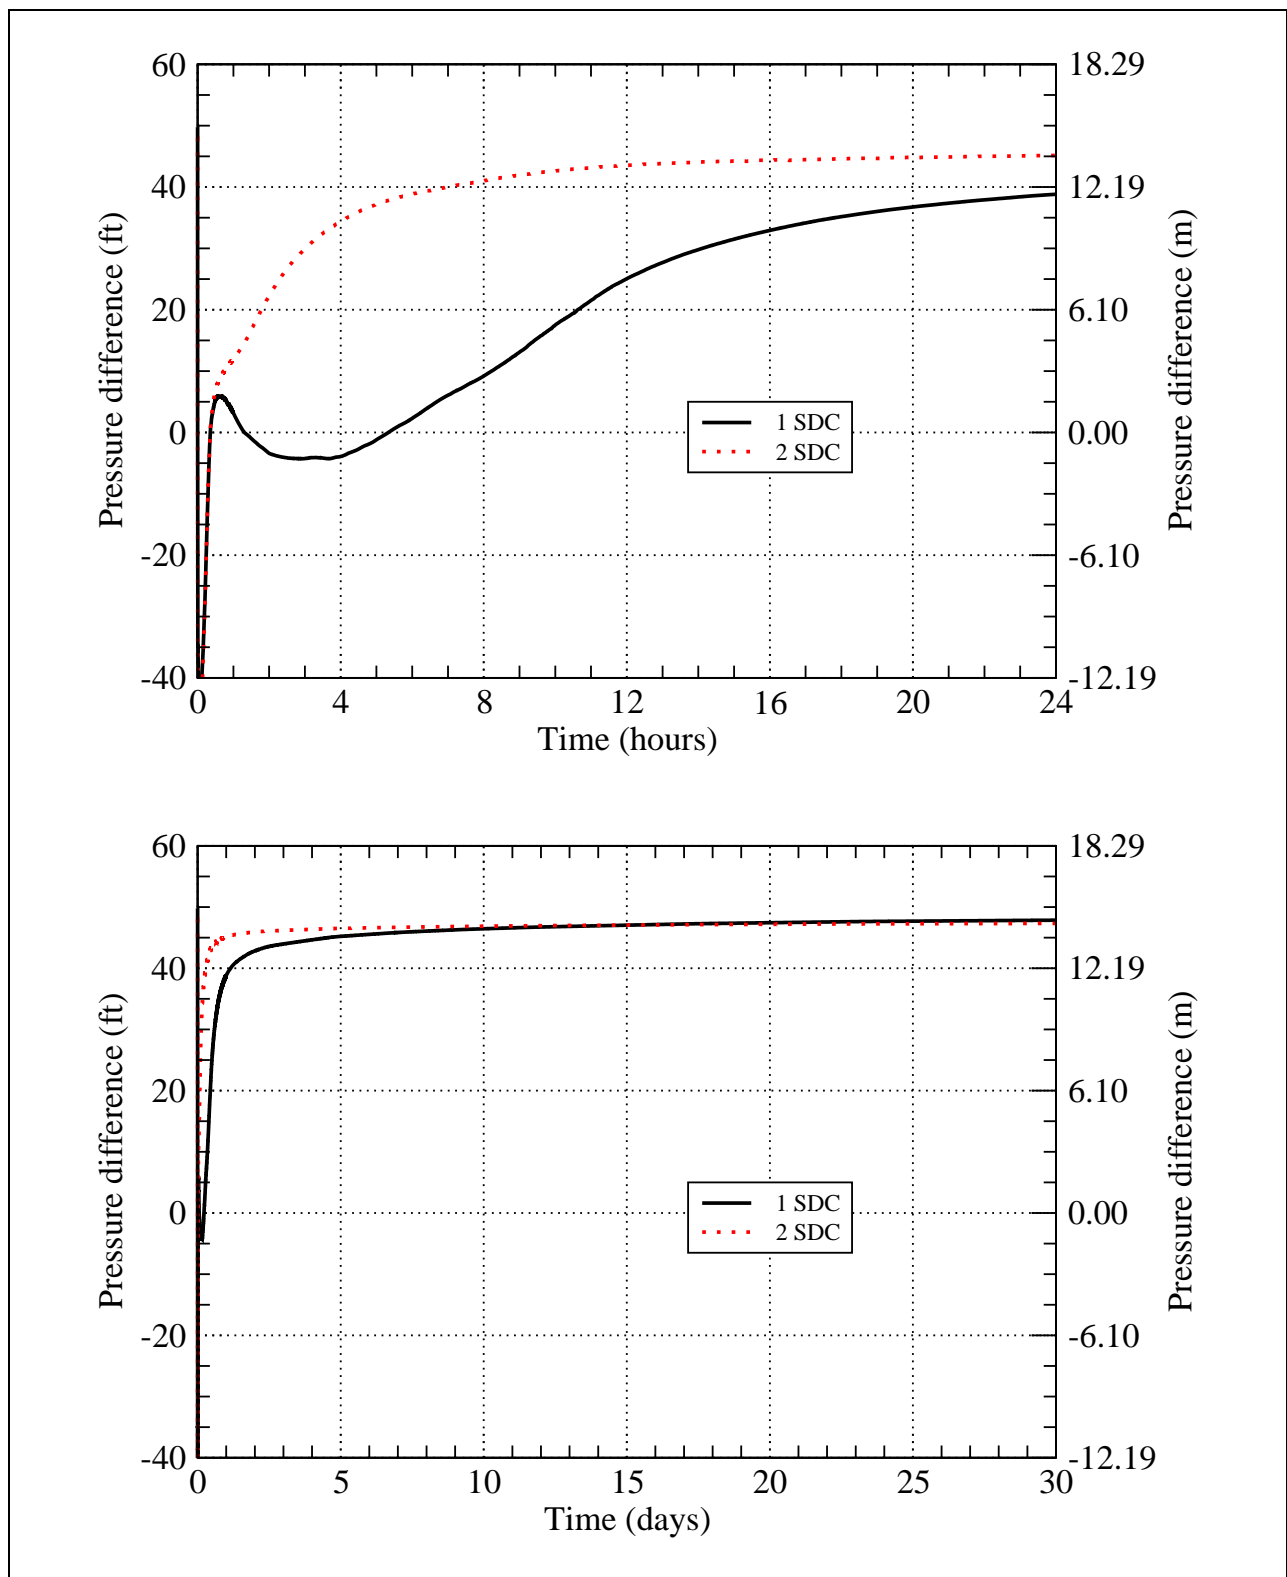 60 18.29
40 12.19
20 6.10
0 0.00
-20 -6.10
-40 -12.19
Pressure difference (ft)
Pressure difference (m)
1 SDC
2 SDC
0 4 8 12 16 20 24
Time (hours)
60 18.29
40 12.19
20 6.10
0 0.00
-20 -6.10
-40 -12.19
Pressure difference (ft)
Pressure difference (m)
1 SDC
2 SDC
0 5 10 15 20 25 30
Time (days)